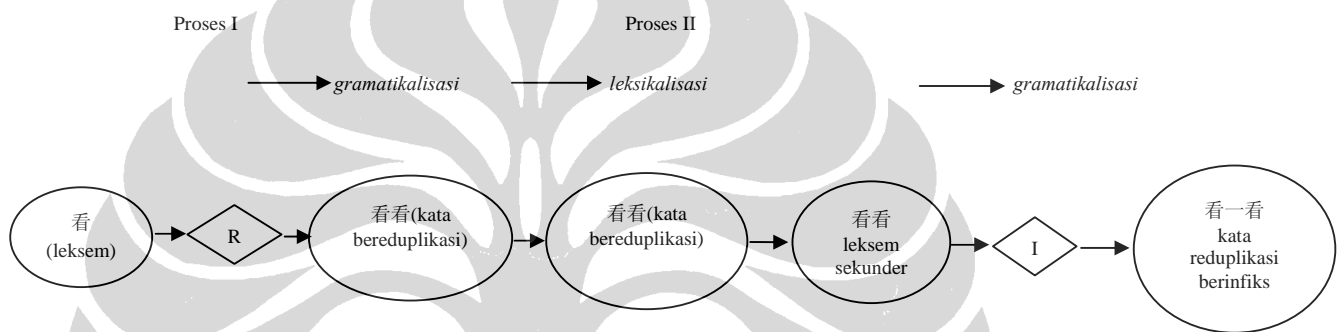 Proses I
Proses II
gramatikalisasi
leksikalisasi
gramatikalisasi
看
(leksem)
R
看看(kata
bereduplikasi)
看看(kata
bereduplikasi)
看看
leksem
sekunder
I
看一看
kata
reduplikasi
berinfiks